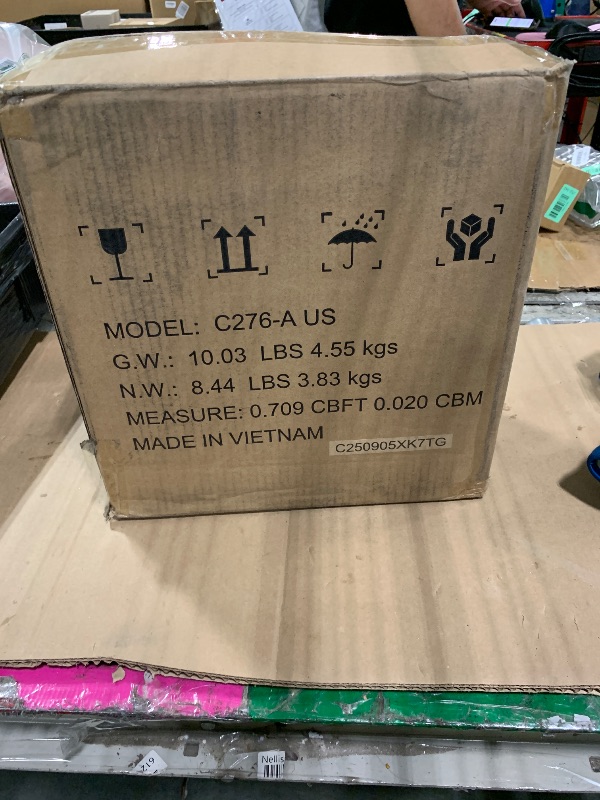 MODEL: C276-A US
G.W.: 10.03 LBS 4.55 kgs
N.W.: 8.44 LBS 3.83 kgs
MEASURE: 0.709 CBFT 0.020 CBM
MADE IN VIETNAM
C250905XK7TG
Nellis